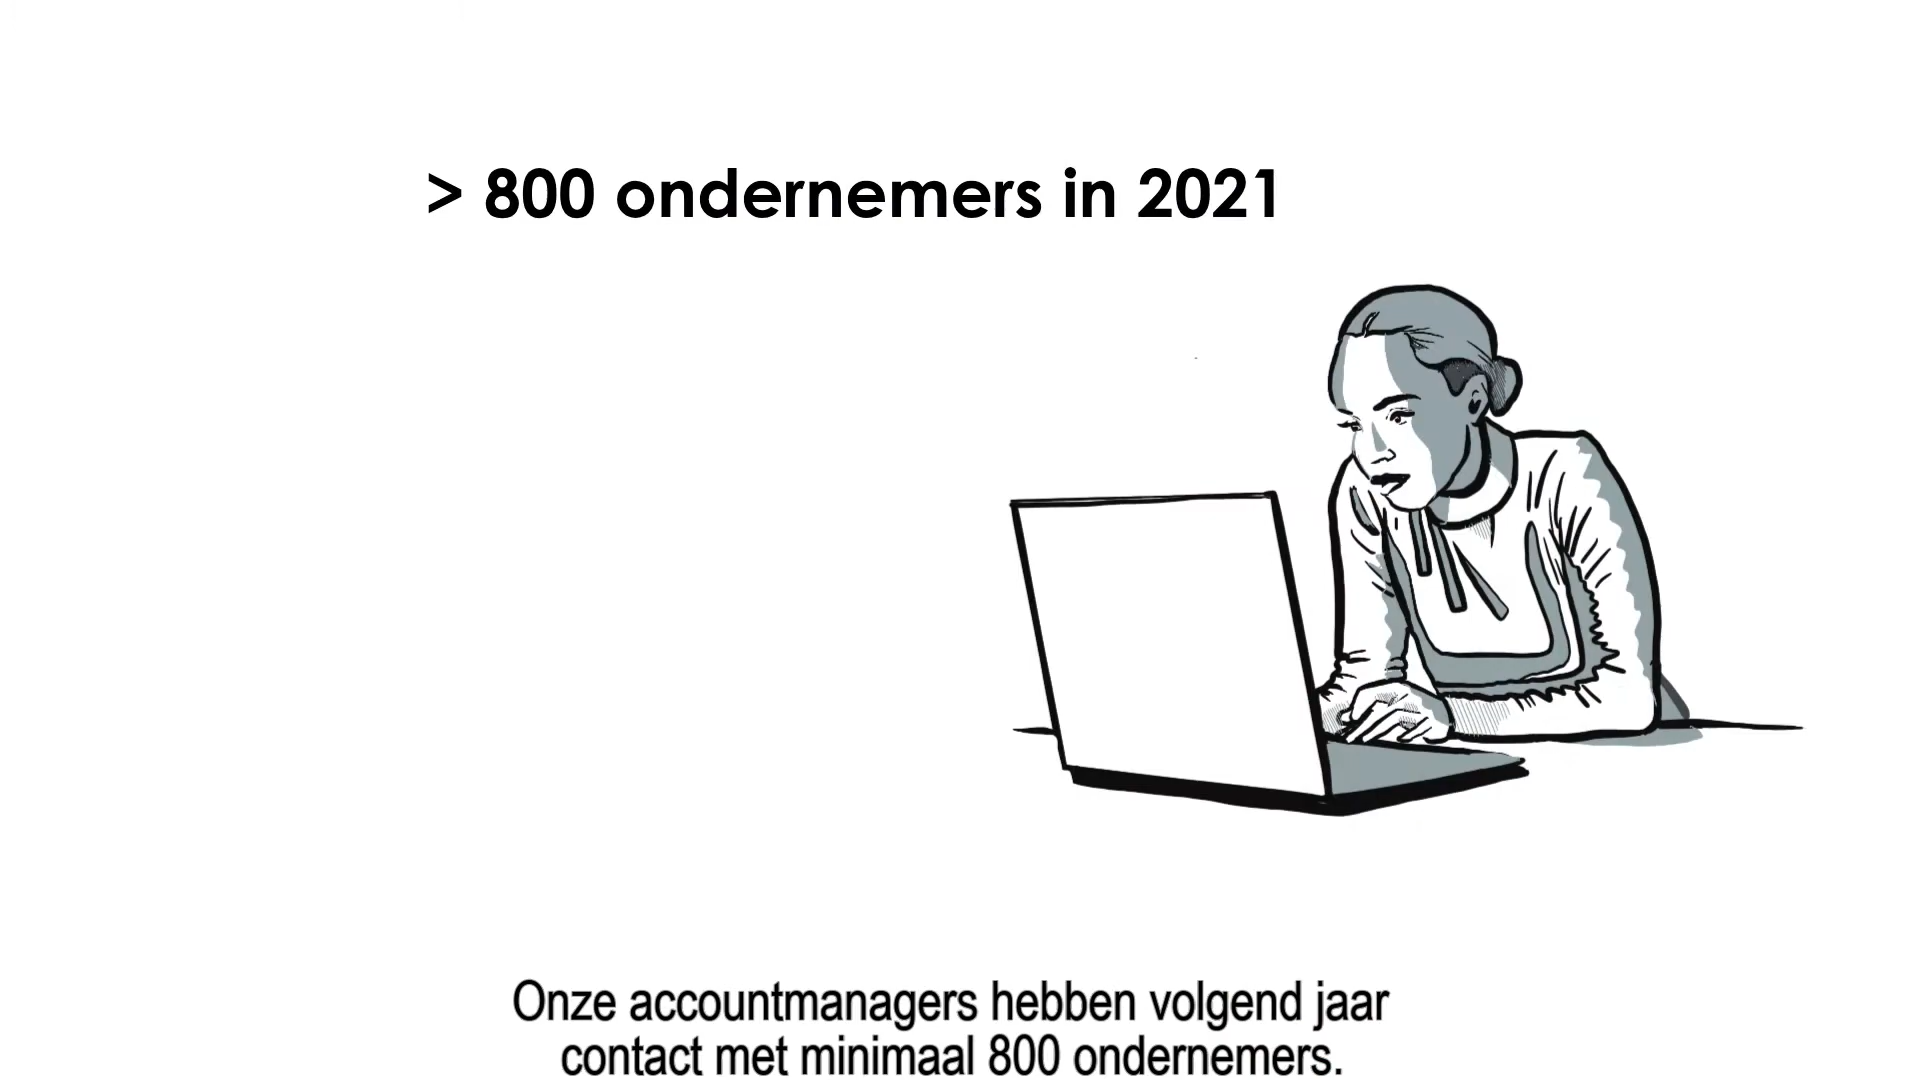 > 800 ondernemers in 2021
Onze accountmanagers hebben volgend jaar
contact met minimaal 800 ondernemers.